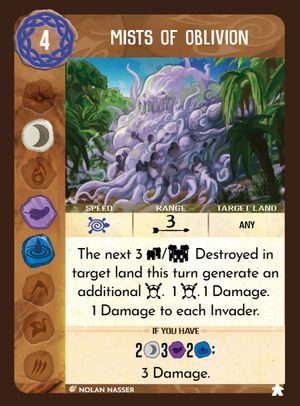 4
MISTS OF OBLIVION
SPEED
RANGE
TARGET LAND
3
ANY
The next 3 / Destroyed in
target land this turn generate an
additional . 1 . 1 Damage.
1 Damage to each Invader.
IF YOU HAVE
2 3 2 :
3 Damage.
NOLAN NASSER